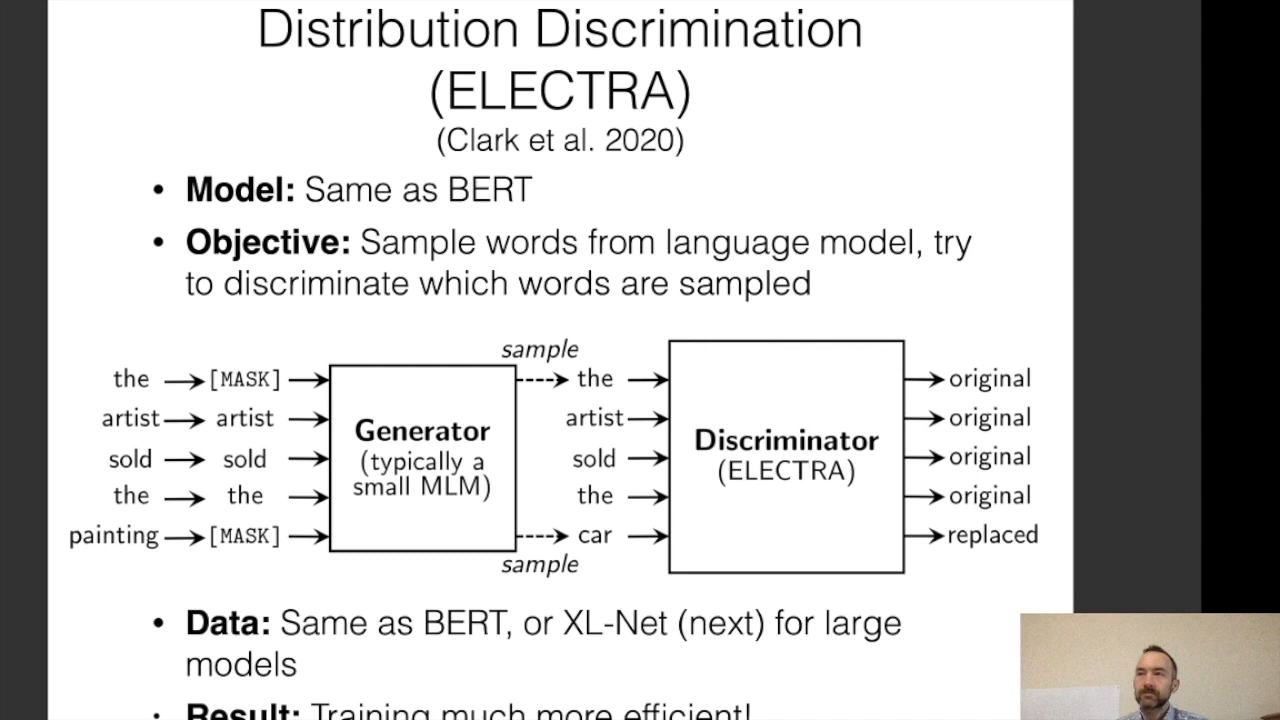 Distribution Discrimination
(ELECTRA)
(Clark et al. 2020)
• Model: Same as BERT
• Objective: Sample words from language model, try
to discriminate which words are sampled
sample
the [MASK] the original
artist artist artist original
sold sold Generator (typically a small MLM) sold Discriminator (ELECTRA) original
the the the original
painting [MASK] car replaced
sample
• Data: Same as BERT, or XL-Net (next) for large
models
• Result: Training much more efficient!